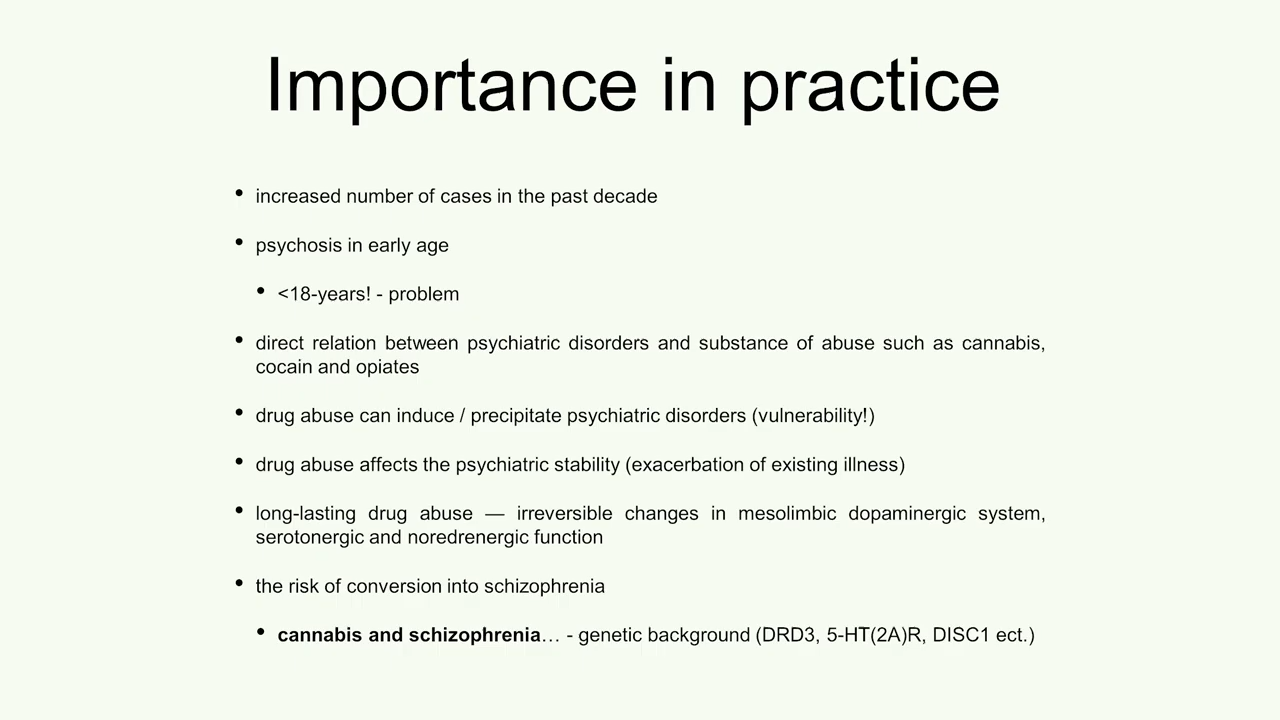 Importance in practice
• increased number of cases in the past decade
• psychosis in early age
• <18-years! - problem
• direct relation between psychiatric disorders and substance of abuse such as cannabis,
cocain and opiates
• drug abuse can induce / precipitate psychiatric disorders (vulnerability!)
• drug abuse affects the psychiatric stability (exacerbation of existing illness)
• long-lasting drug abuse — irreversible changes in mesolimbic dopaminergic system,
serotonergic and noredrenergic function
• the risk of conversion into schizophrenia
• cannabis and schizophrenia… - genetic background (DRD3, 5-HT(2A)R, DISC1 ect.)